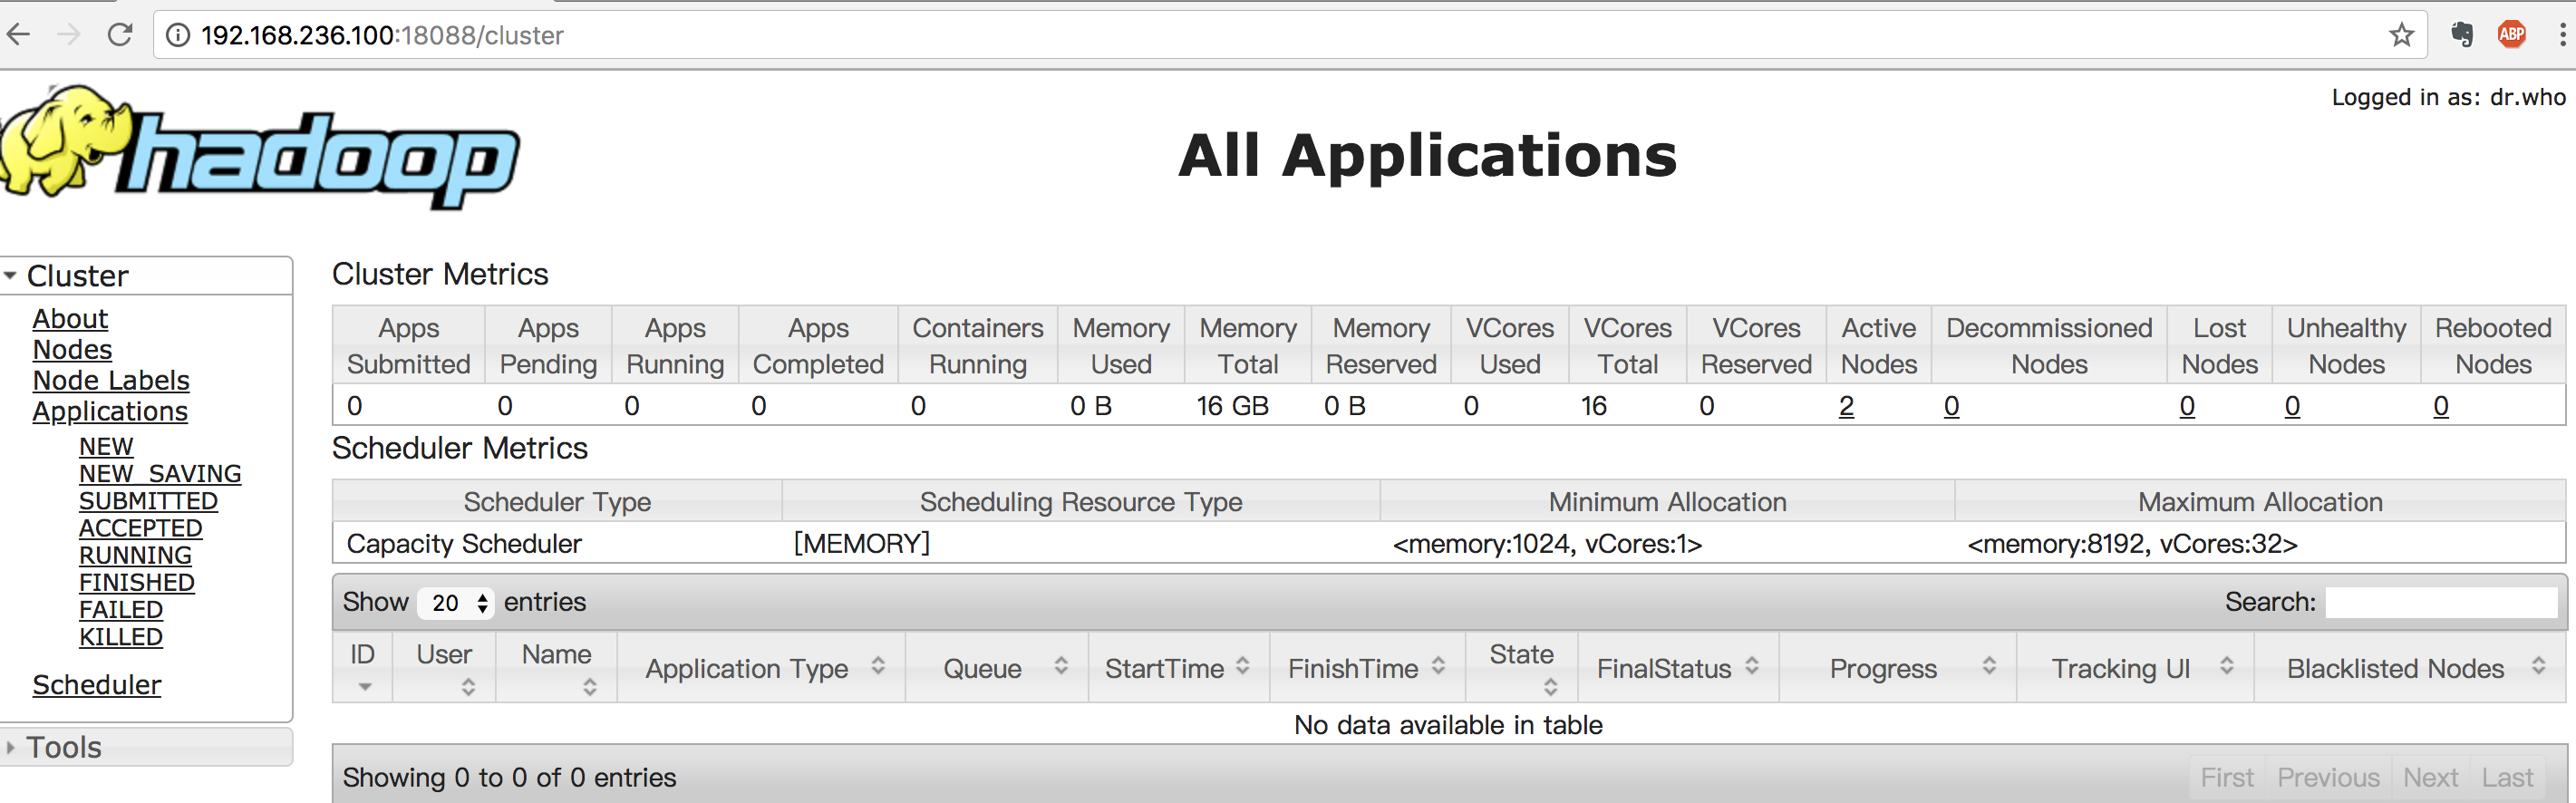 192.168.236.100:18088/cluster
ABP
Logged in as: dr.who
hadoop
All Applications
Cluster
About
Nodes
Node Labels
Applications
NEW
NEW_SAVING
SUBMITTED
ACCEPTED
RUNNING
FINISHED
FAILED
KILLED
Scheduler
Tools
Cluster Metrics
Apps Submitted Apps Pending Apps Running Apps Completed Containers Running Memory Used Memory Total Memory Reserved VCores Used VCores Total VCores Reserved Active Nodes Decommissioned Nodes Lost Nodes Unhealthy Nodes Rebooted Nodes
0 0 0 0 0 0 B 16 GB 0 B 0 16 0 2 0 0 0 0
Scheduler Metrics
Scheduler Type Scheduling Resource Type Minimum Allocation Maximum Allocation
Capacity Scheduler [MEMORY] <memory:1024, vCores:1> <memory:8192, vCores:32>
Show 20 entries Search:
ID User Name Application Type Queue StartTime FinishTime State FinalStatus Progress Tracking UI Blacklisted Nodes
No data available in table
Showing 0 to 0 of 0 entries First Previous Next Last